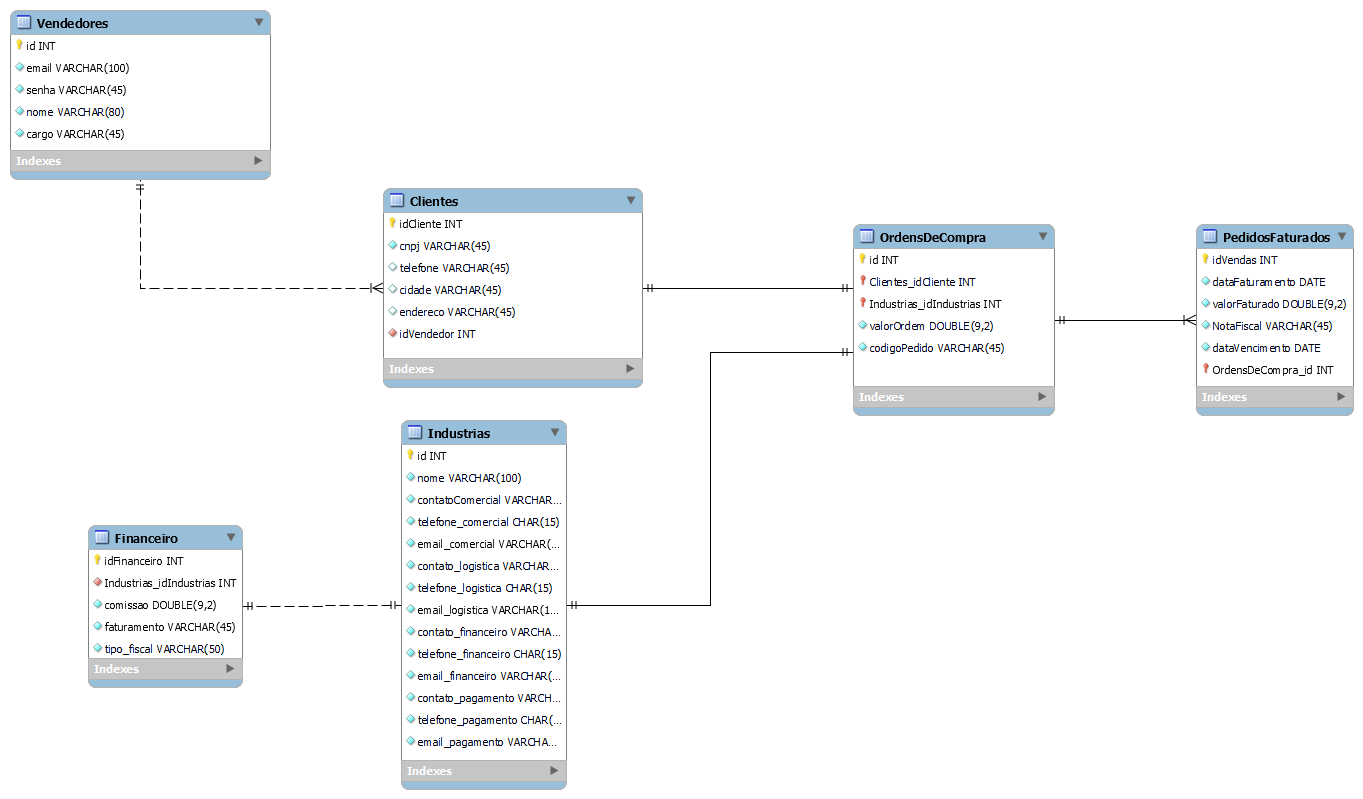 Vendedores
id INT
email VARCHAR(100)
senha VARCHAR(45)
nome VARCHAR(80)
cargo VARCHAR(45)
Indexes
Clientes
idCliente INT
cnpj VARCHAR(45)
telefone VARCHAR(45)
cidade VARCHAR(45)
endereco VARCHAR(45)
idVendedor INT
Indexes
OrdensDeCompra
id INT
Clientes_idCliente INT
Industrias_idIndustrias INT
valorOrdem DOUBLE(9,2)
codigoPedido VARCHAR(45)
Indexes
PedidosFaturados
idVendas INT
dataFaturamento DATE
valorFaturado DOUBLE(9,2)
NotaFiscal VARCHAR(45)
dataVencimento DATE
OrdensDeCompra_id INT
Indexes
Industrias
id INT
nome VARCHAR(100)
contatoComercial VARCHAR...
telefone_comercial CHAR(15)
email_comercial VARCHAR(...
contato_logistica VARCHAR...
telefone_logistica CHAR(15)
email_logistica VARCHAR(1...
contato_financeiro VARCHA...
telefone_financeiro CHAR(15)
email_financeiro VARCHAR(...
contato_pagamento VARCH...
telefone_pagamento CHAR(...
email_pagamento VARCHA...
Indexes
Financeiro
idFinanceiro INT
Industrias_idIndustrias INT
comissao DOUBLE(9,2)
faturamento VARCHAR(45)
tipo_fiscal VARCHAR(50)
Indexes